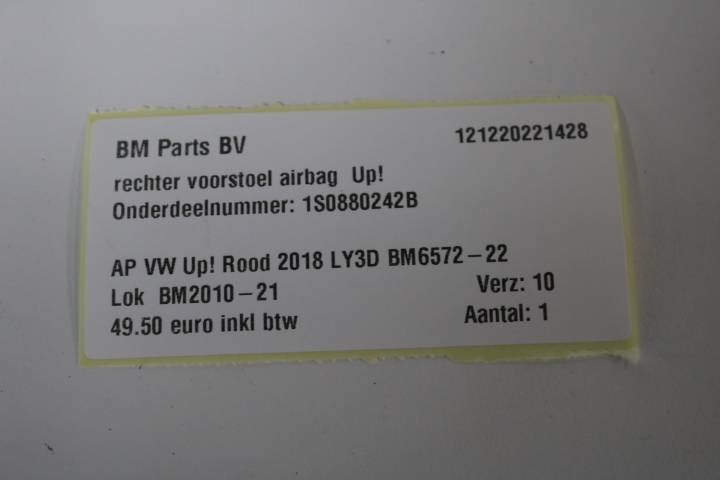 BM Parts BV 121220221428
rechter voorstoel airbag Up!
Onderdeelnummer: 1S0880242B
AP VW Up! Rood 2018 LY3D BM6572-22
Lok BM2010-21 Verz: 10
49.50 euro inkl btw Aantal: 1